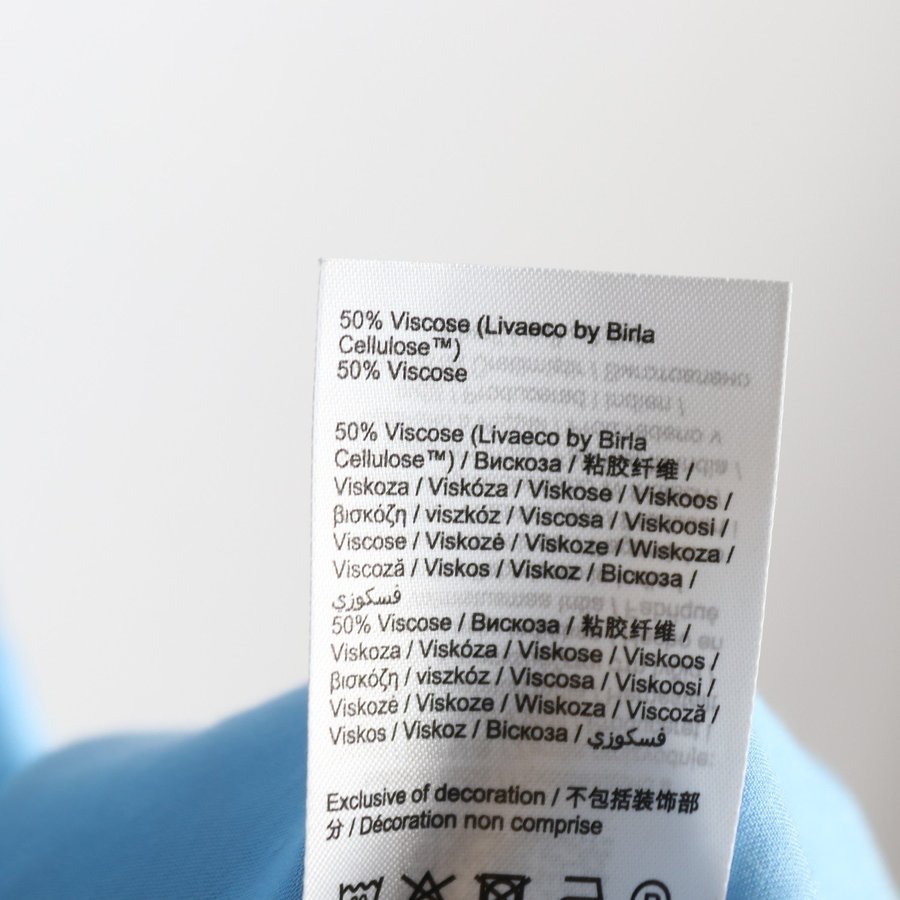 50% Viscose (Livaeco by Birla
Cellulose™)
50% Viscose
50% Viscose (Livaeco by Birla
Cellulose™) / Вискоза / 粘胶纤维 /
Viskoza / Viskóza / Viskose / Viskoos /
βισκόζη / viszkóz / Viscosa / Viskoosi /
Viscose / Viskozė / Viskoze / Wiskoza /
Viscoză / Viskos / Viskoz / Віскоза /
فسكوزي
50% Viscose / Вискоза / 粘胶纤维 /
Viskoza / Viskóza / Viskose / Viskoos /
βισκόζη / viszkóz / Viscosa / Viskoosi /
Viskozė / Viskoze / Wiskoza / Viscoză /
Viskos / Viskoz / Віскоза / فسكوزي
Exclusive of decoration / 不包括装饰部
分 / Décoration non comprise